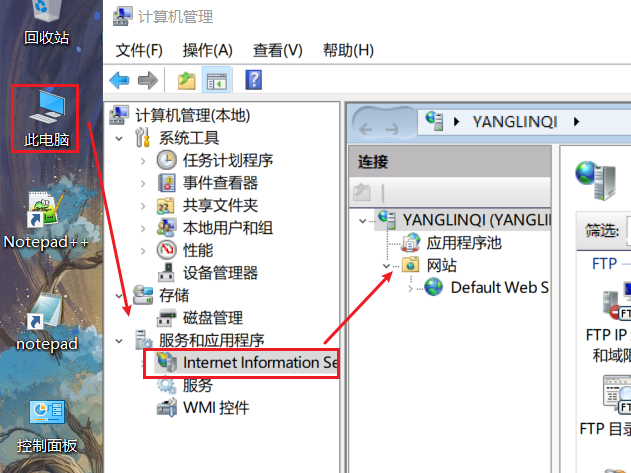 回收站
此电脑
Notepad++
notepad
控制面板
计算机管理
文件(F) 操作(A) 查看(V) 帮助(H)
计算机管理(本地)
系统工具
任务计划程序
事件查看器
共享文件夹
本地用户和组
性能
设备管理器
存储
磁盘管理
服务和应用程序
Internet Information Se
服务
WMI 控件
YANGLINQI
连接
YANGLINQI (YANGLI
应用程序池
网站
Default Web S
筛选:
FTP
FTP IP
和域限
FTP 目录